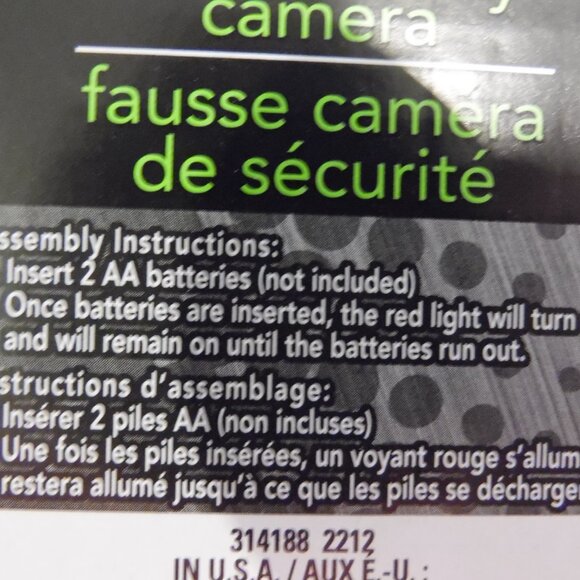 camera
fausse caméra
de sécurité
ssembly Instructions:
Insert 2 AA batteries (not included)
Once batteries are inserted, the red light will turn
and will remain on until the batteries run out.
structions d'assemblage:
Insérer 2 piles AA (non incluses)
Une fois les piles insérées, un voyant rouge s'allum
restera allumé jusqu'à ce que les piles se décharge
314188 2212
IN U.S.A. / AUX É.-U. :